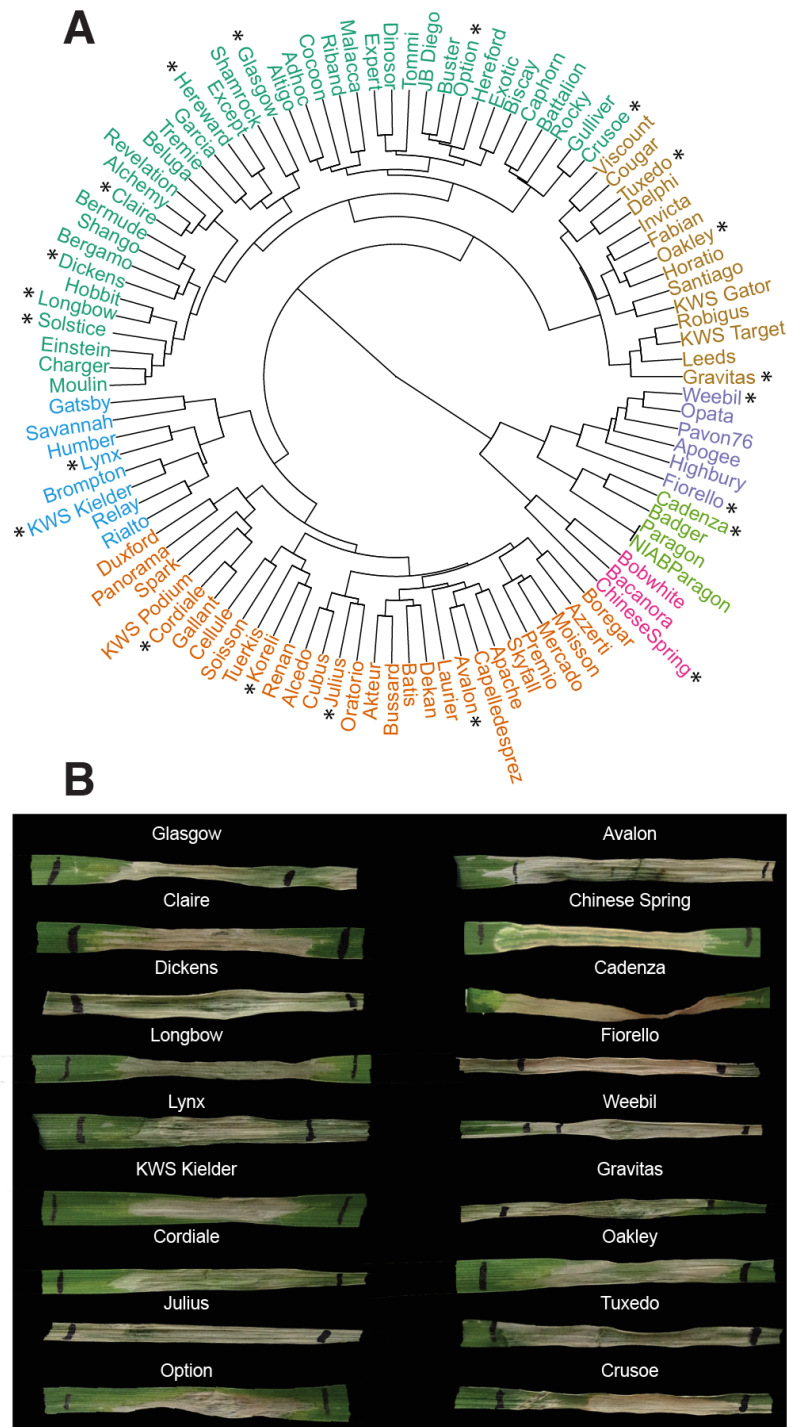 A
Moulin
Charger
Einstein
* Solstice
* Longbow
Hobbit
* Dickens
Bergamo
Shango
Bermude
* Claire
Alchemy
Revelation
Beluga
Tremie
Garcia
* Hereward
Except
Shamrock
* Glasgow
Altigo
Adhoc
Cocoon
Riband
Malacca
Expert
Dinosor
Tommi
JB Diego
Buster
Option *
Hereford
Exotic
Biscay
Caphorn
Battalion
Rocky
Gulliver
Crusoe *
Viscount
Cougar
Tuxedo *
Delphi
Invicta
Fabian
Oakley *
Horatio
Santiago
KWS Gator
Robigus
KWS Target
Leeds
Gravitas *
Weebil *
Opata
Pavon76
Apogee
Highbury
Fiorello *
Cadenza *
Badger
Paragon
NIABParagon
Bobwhite
Bacanora
ChineseSpring *
Boregar
Azzerti
Moisson
Mercado
Premio
Skyfall
Apache
Capelledesprez
Avalon *
Laurier
Dekan
Batis
Bussard
Akteur
Oratorio
* Julius
Cubus
Alcedo
Renan
* Koreli
Tuerkis
Soisson
Cellule
Gallant
* Cordiale
KWS Podium
Spark
Panorama
Duxford
Rialto
Relay
* KWS Kielder
Brompton
* Lynx
Humber
Savannah
Gatsby
B
Glasgow
Claire
Dickens
Longbow
Lynx
KWS Kielder
Cordiale
Julius
Option
Avalon
Chinese Spring
Cadenza
Fiorello
Weebil
Gravitas
Oakley
Tuxedo
Crusoe